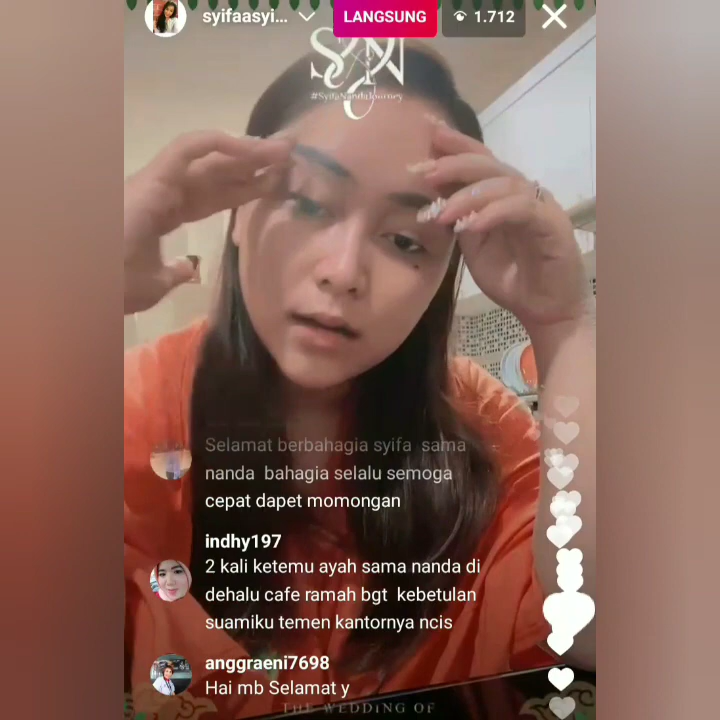 syifaasyi...
LANGSUNG
1.712
#SyifaNandaJourney
Selamat berbahagia syifa sama
nanda bahagia selalu semoga
cepat dapet momongan
indhy197
2 kali ketemu ayah sama nanda di
dehalu cafe ramah bgt kebetulan
suamiku temen kantornya ncis
anggraeni7698
Hai mb Selamat y
THE WEDDING OF